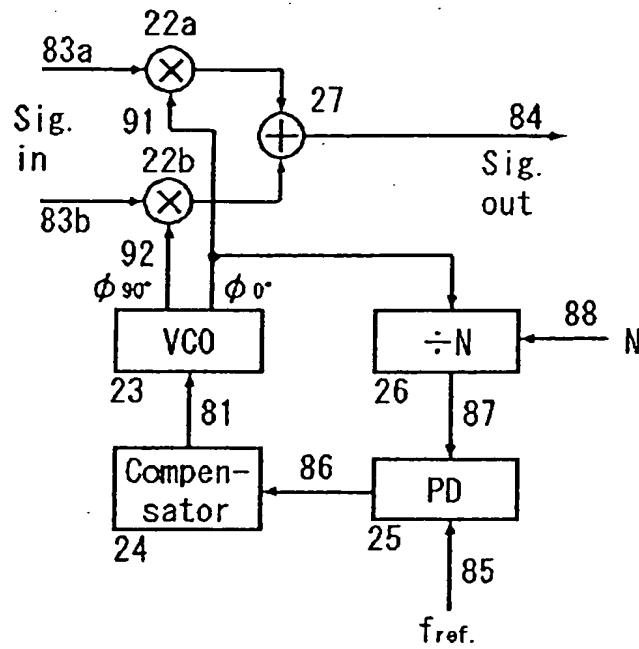 22a
83a
27
84
Sig.
in
91
22b
Sig.
out
83b
92
ϕ90°
ϕ0°
VCO
÷N
88
N
23
26
81
87
Compen-
sator
86
PD
24
25
85
fref.